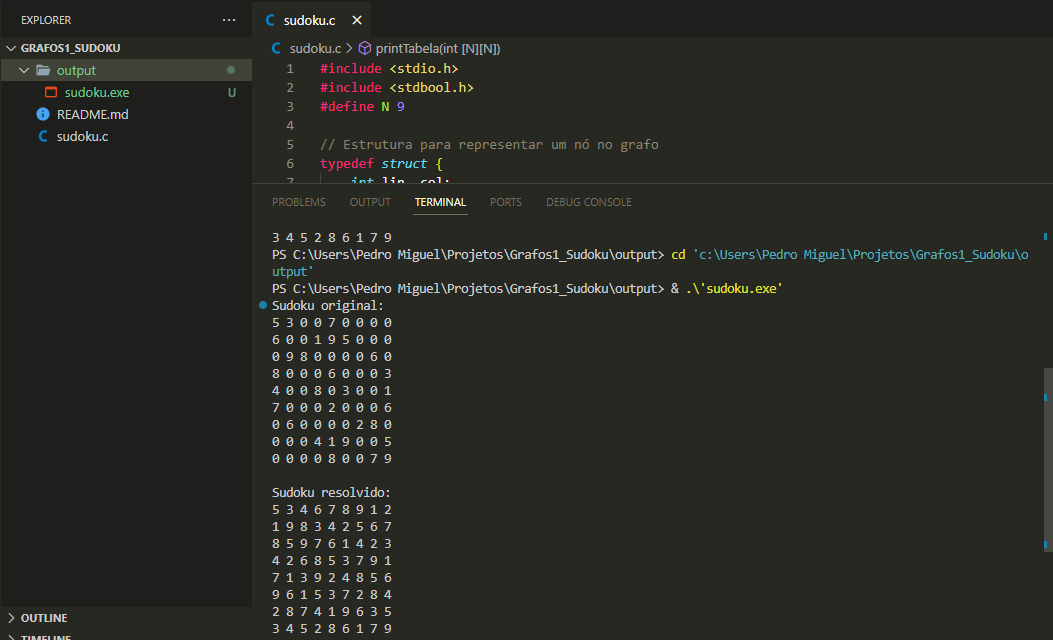 EXPLORER
...
GRAFOS1_SUDOKU
output
sudoku.exe U
README.md
C sudoku.c
OUTLINE
TIMELINE
C sudoku.c ×
C sudoku.c > printTabela(int [N][N])
1 #include <stdio.h>
2 #include <stdbool.h>
3 #define N 9
4
5 // Estrutura para representar um nó no grafo
6 typedef struct {
7 int lin, col;
PROBLEMS OUTPUT TERMINAL PORTS DEBUG CONSOLE
3 4 5 2 8 6 1 7 9
PS C:\Users\Pedro Miguel\Projetos\Grafos1_Sudoku\output> cd 'c:\Users\Pedro Miguel\Projetos\Grafos1_Sudoku\o
utput'
PS C:\Users\Pedro Miguel\Projetos\Grafos1_Sudoku\output> & .\'sudoku.exe'
Sudoku original:
5 3 0 0 7 0 0 0 0
6 0 0 1 9 5 0 0 0
0 9 8 0 0 0 0 6 0
8 0 0 0 6 0 0 0 3
4 0 0 8 0 3 0 0 1
7 0 0 0 2 0 0 0 6
0 6 0 0 0 0 2 8 0
0 0 0 4 1 9 0 0 5
0 0 0 0 8 0 0 7 9
Sudoku resolvido:
5 3 4 6 7 8 9 1 2
1 9 8 3 4 2 5 6 7
8 5 9 7 6 1 4 2 3
4 2 6 8 5 3 7 9 1
7 1 3 9 2 4 8 5 6
9 6 1 5 3 7 2 8 4
2 8 7 4 1 9 6 3 5
3 4 5 2 8 6 1 7 9